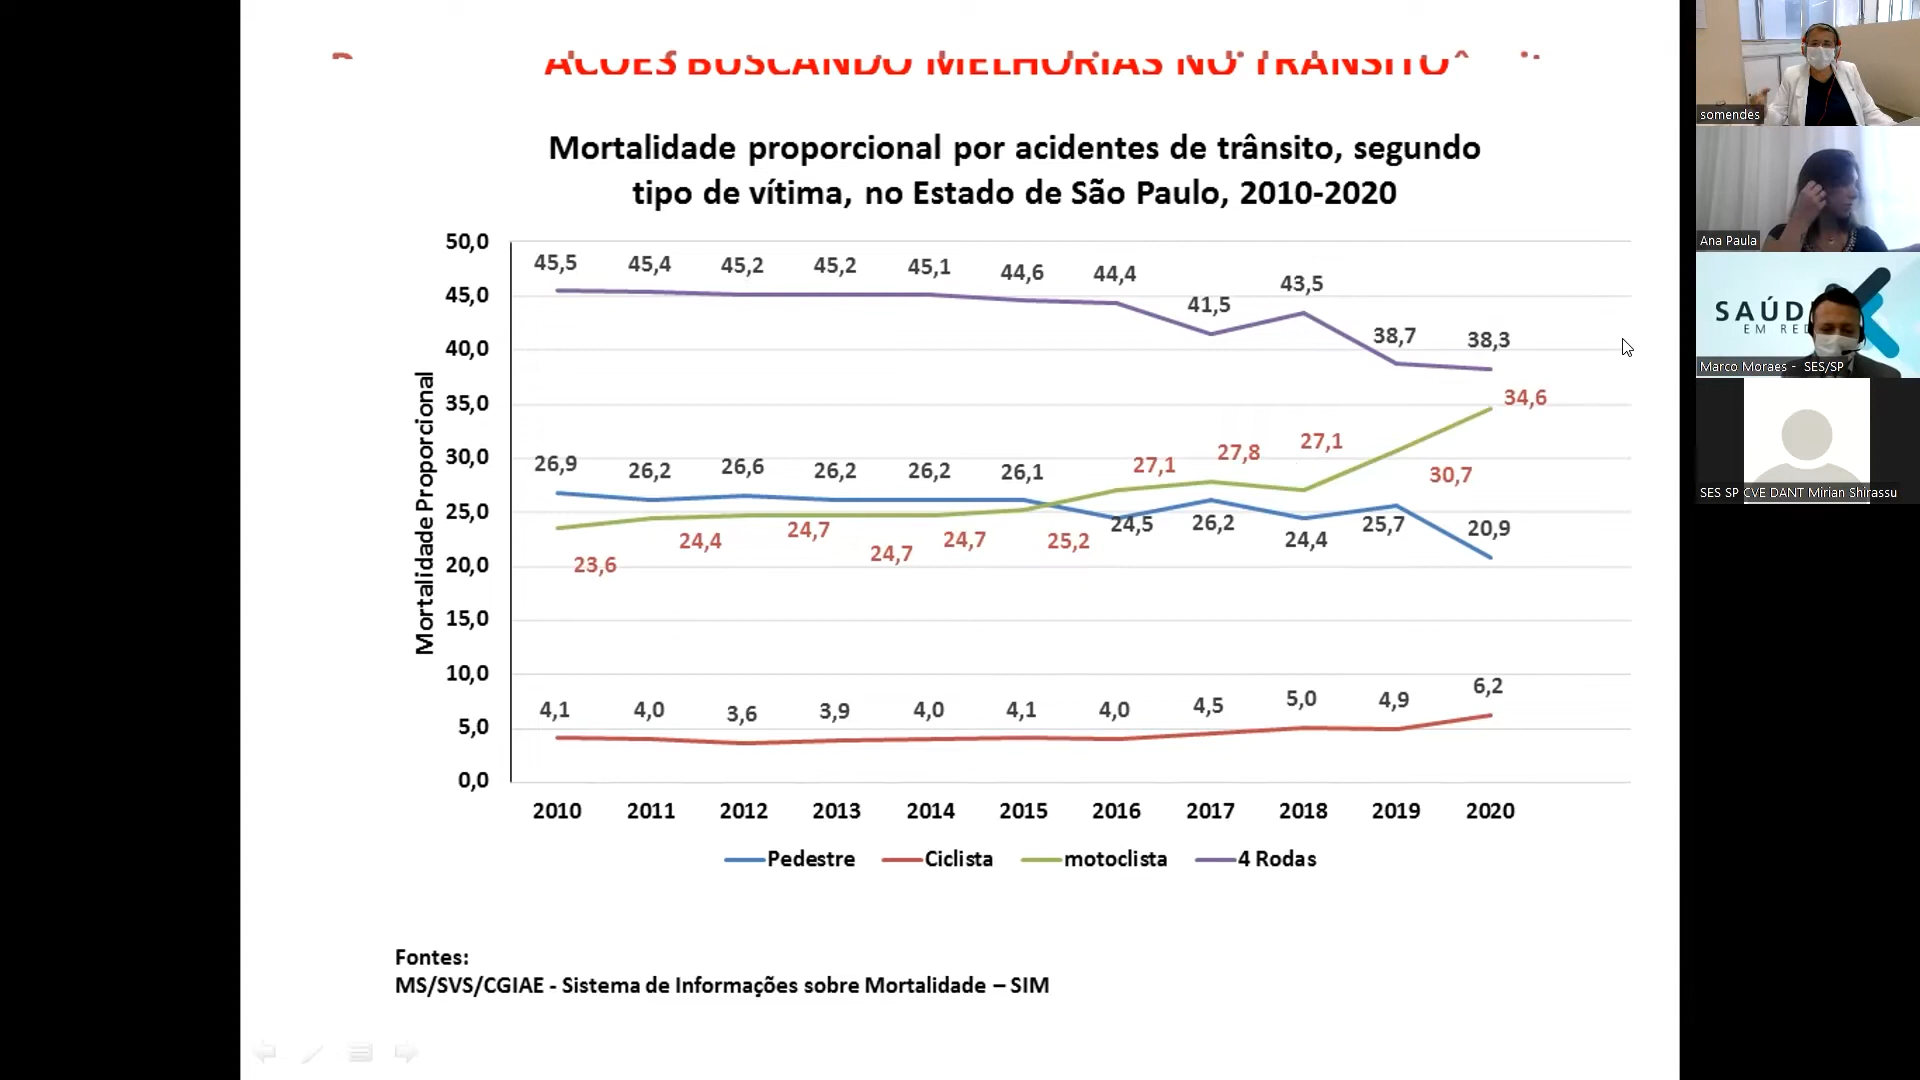 AÇÕES BUSCANDO MELHORIAS NO TRÂNSITO
Mortalidade proporcional por acidentes de trânsito, segundo
tipo de vítima, no Estado de São Paulo, 2010-2020
50,0
45,0
40,0
35,0
30,0
25,0
20,0
15,0
10,0
5,0
0,0
Mortalidade Proporcional
45,5 45,4 45,2 45,2 45,1 44,6 44,4 41,5 43,5 38,7 38,3
26,9 26,2 26,6 26,2 26,2 26,1 24,5 26,2 24,4 25,7 20,9
23,6 24,4 24,7 24,7 24,7 25,2 27,1 27,8 27,1 30,7 34,6
4,1 4,0 3,6 3,9 4,0 4,1 4,0 4,5 5,0 4,9 6,2
2010 2011 2012 2013 2014 2015 2016 2017 2018 2019 2020
Pedestre Ciclista motoclista 4 Rodas
Fontes:
MS/SVS/CGIAE - Sistema de Informações sobre Mortalidade – SIM
somendes
Ana Paula
SAÚD
EM RED
Marco Moraes - SES/SP
SES SP CVE DANT Mirian Shirassu